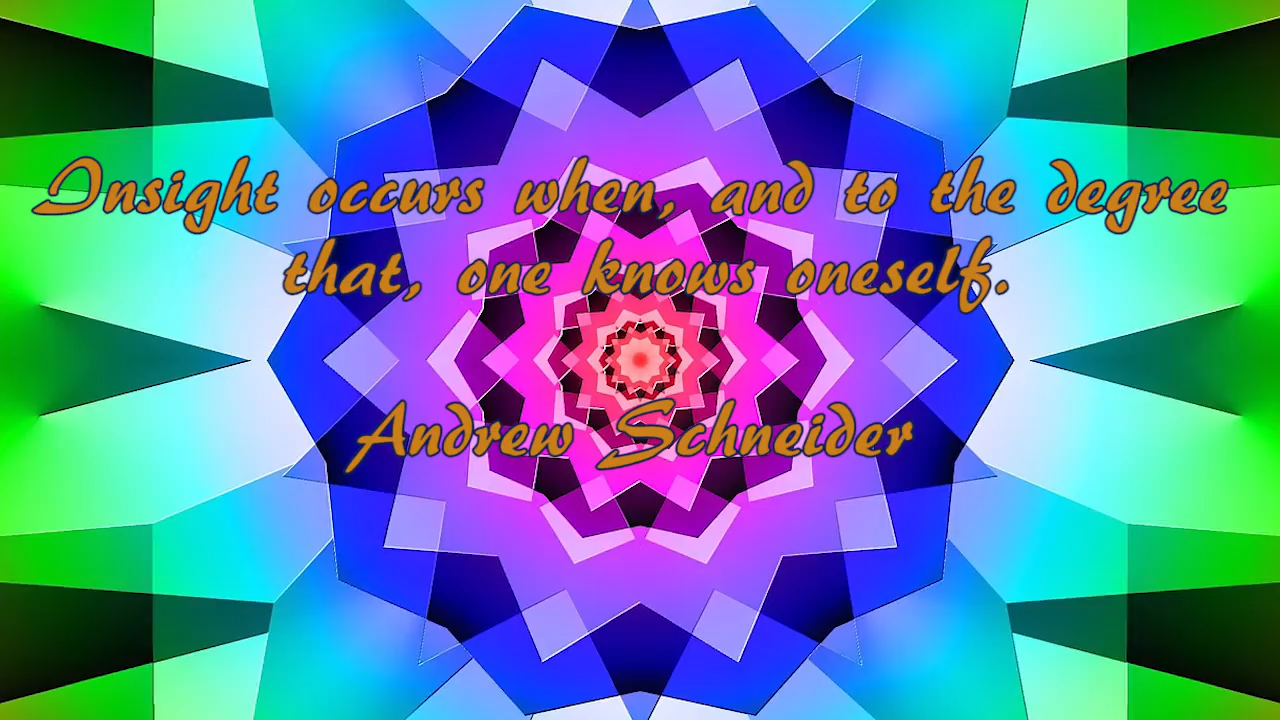 Insight occurs when, and to the degree
that, one knows oneself.
Andrew Schneider